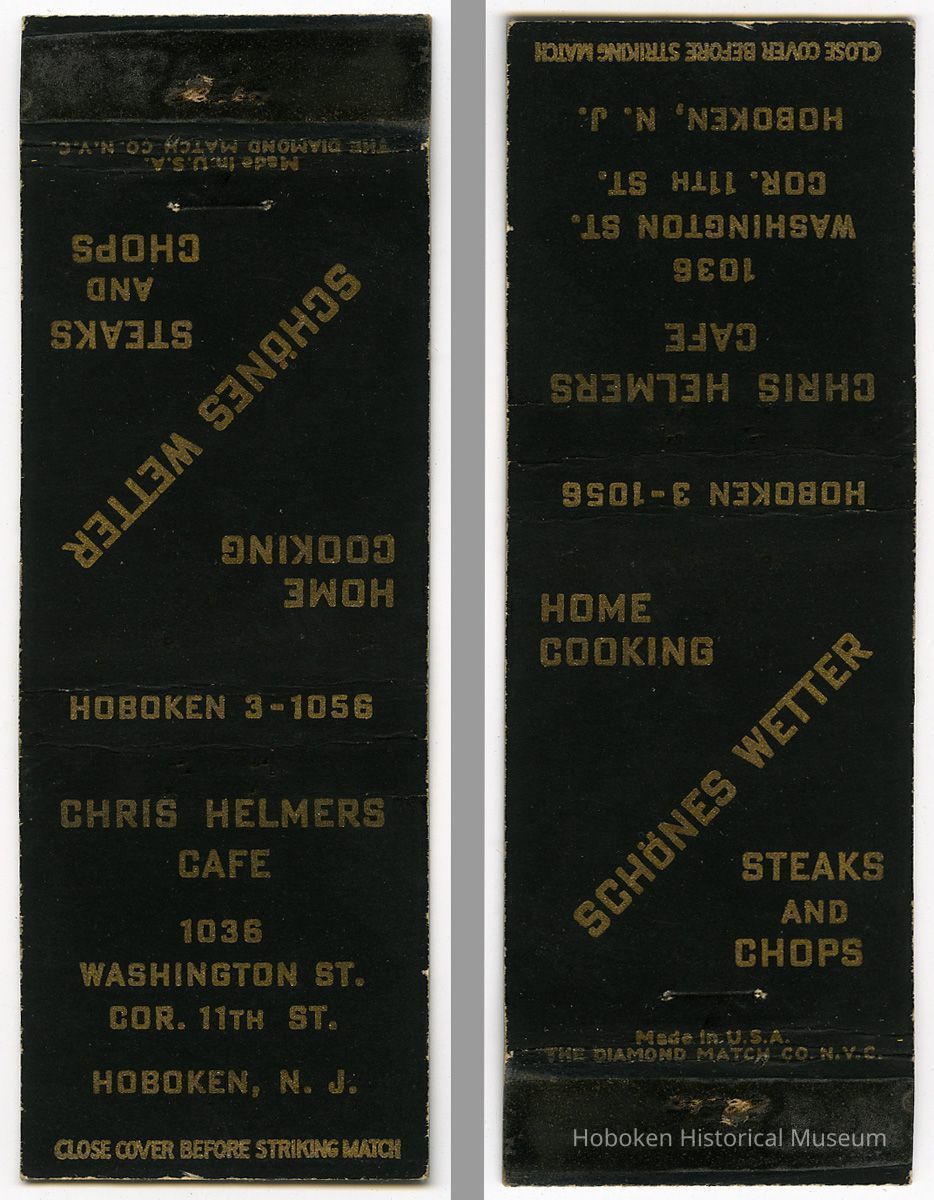 THE DIAMOND MATCH CO. N.Y.C.
Made in U.S.A.
CHOPS
AND
STEAKS
SCHÖNES WETTER
COOKING
HOME
HOBOKEN 3-1056
CHRIS HELMERS
CAFE
1036
WASHINGTON ST.
COR. 11TH ST.
HOBOKEN, N. J.
CLOSE COVER BEFORE STRIKING MATCH
CLOSE COVER BEFORE STRIKING MATCH
HOBOKEN, N. J.
COR. 11TH ST.
WASHINGTON ST.
1036
CAFE
CHRIS HELMERS
HOBOKEN 3-1056
HOME
COOKING
SCHÖNES WETTER
STEAKS
AND
CHOPS
Made in U.S.A.
THE DIAMOND MATCH CO. N.Y.C.
Hoboken Historical Museum